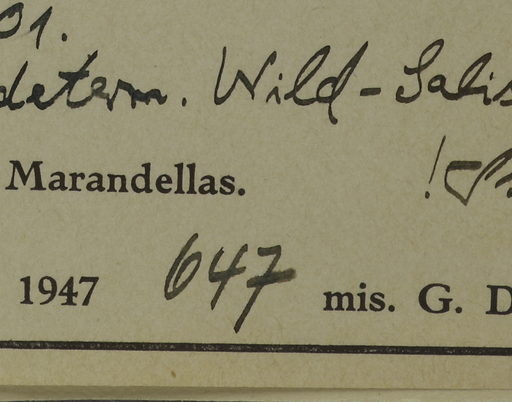 01.
determ. Wild - Salis
Marandellas. !
1947 647 mis. G. D